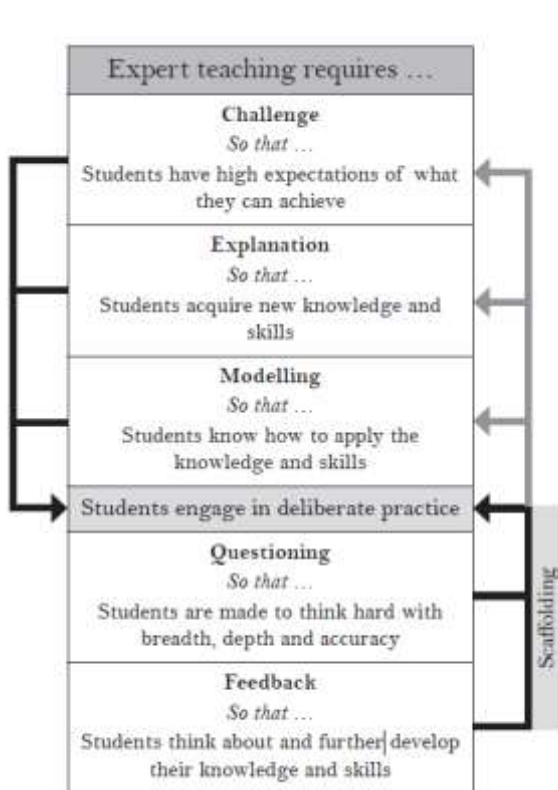 Expert teaching requires …
Challenge
So that …
Students have high expectations of what
they can achieve
Explanation
So that …
Students acquire new knowledge and
skills
Modelling
So that …
Students know how to apply the
knowledge and skills
Students engage in deliberate practice
Questioning
So that …
Students are made to think hard with
breadth, depth and accuracy
Scaffolding
Feedback
So that …
Students think about and further develop
their knowledge and skills